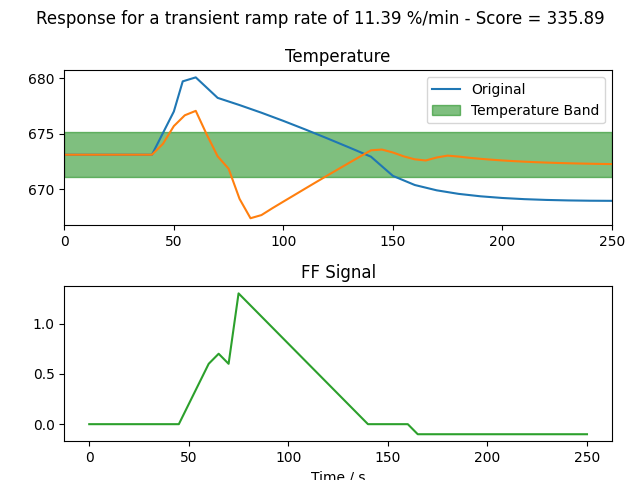 Response for a transient ramp rate of 11.39 %/min - Score = 335.89
Temperature
680
675
670
Original
Temperature Band
0 50 100 150 200 250
FF Signal
1.0
0.5
0.0
0 50 100 150 200 250
Time / s